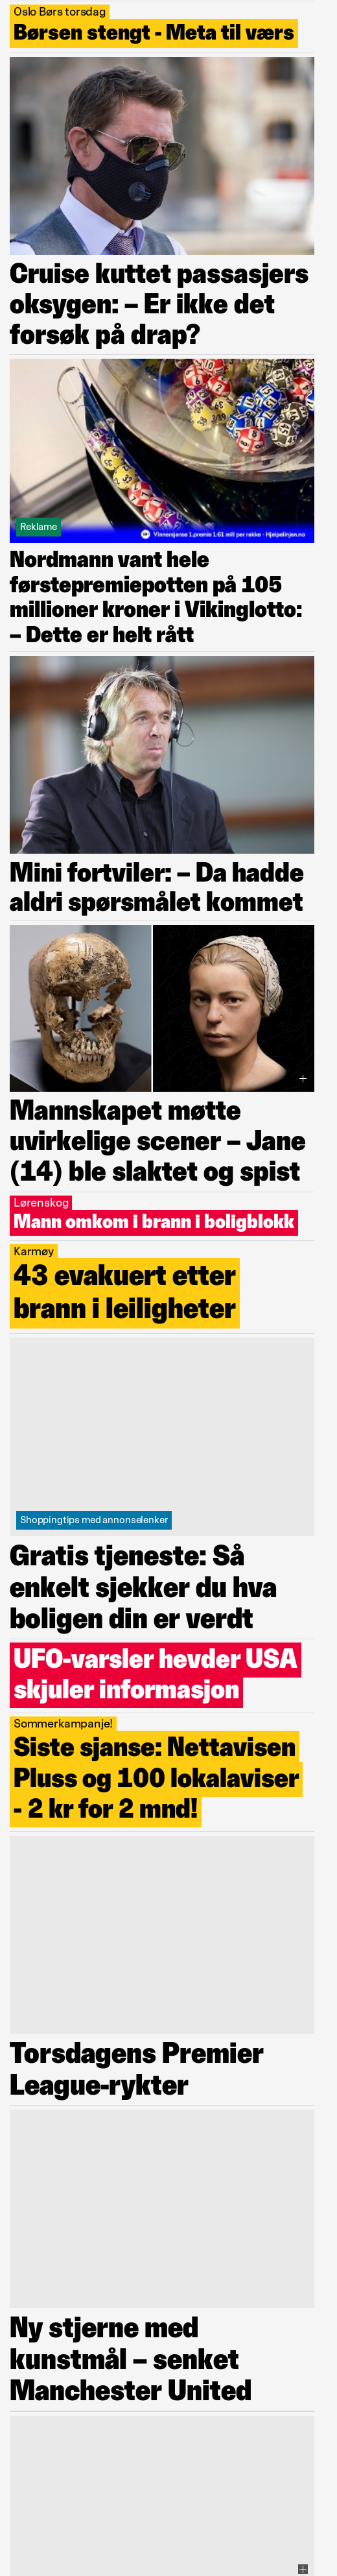 Oslo Børs torsdag
Børsen stengt - Meta til værs
Cruise kuttet passasjers
oksygen: – Er ikke det
forsøk på drap?
Reklame
18+ Vinnersjanse 1.premie 1:61 mill per rekke - Hjelpelinjen.no
Nordmann vant hele
førstepremiepotten på 105
millioner kroner i Vikinglotto:
– Dette er helt rått
Mini fortviler: – Da hadde
aldri spørsmålet kommet
Mannskapet møtte
uvirkelige scener – Jane
(14) ble slaktet og spist
Lørenskog
Mann omkom i brann i boligblokk
Karmøy
43 evakuert etter
brann i leiligheter
Shoppingtips med annonselenker
Gratis tjeneste: Så
enkelt sjekker du hva
boligen din er verdt
UFO-varsler hevder USA
skjuler informasjon
Sommerkampanje!
Siste sjanse: Nettavisen
Pluss og 100 lokalaviser
- 2 kr for 2 mnd!
Torsdagens Premier
League-rykter
Ny stjerne med
kunstmål – senket
Manchester United